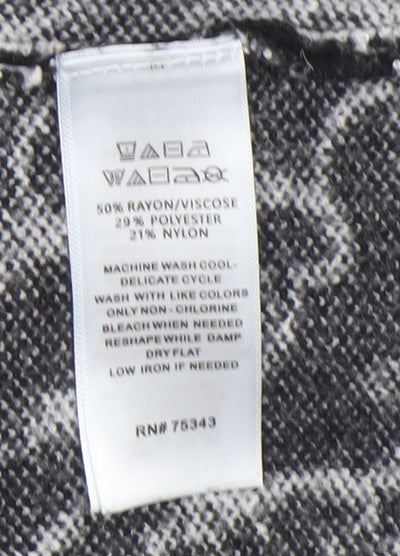 50% RAYON/VISCOSE
29% POLYESTER
21% NYLON
MACHINE WASH COOL-
DELICATE CYCLE
WASH WITH LIKE COLORS
ONLY NON-CHLORINE
BLEACH WHEN NEEDED
RESHAPE WHILE DAMP
DRY FLAT
LOW IRON IF NEEDED
RN# 75343